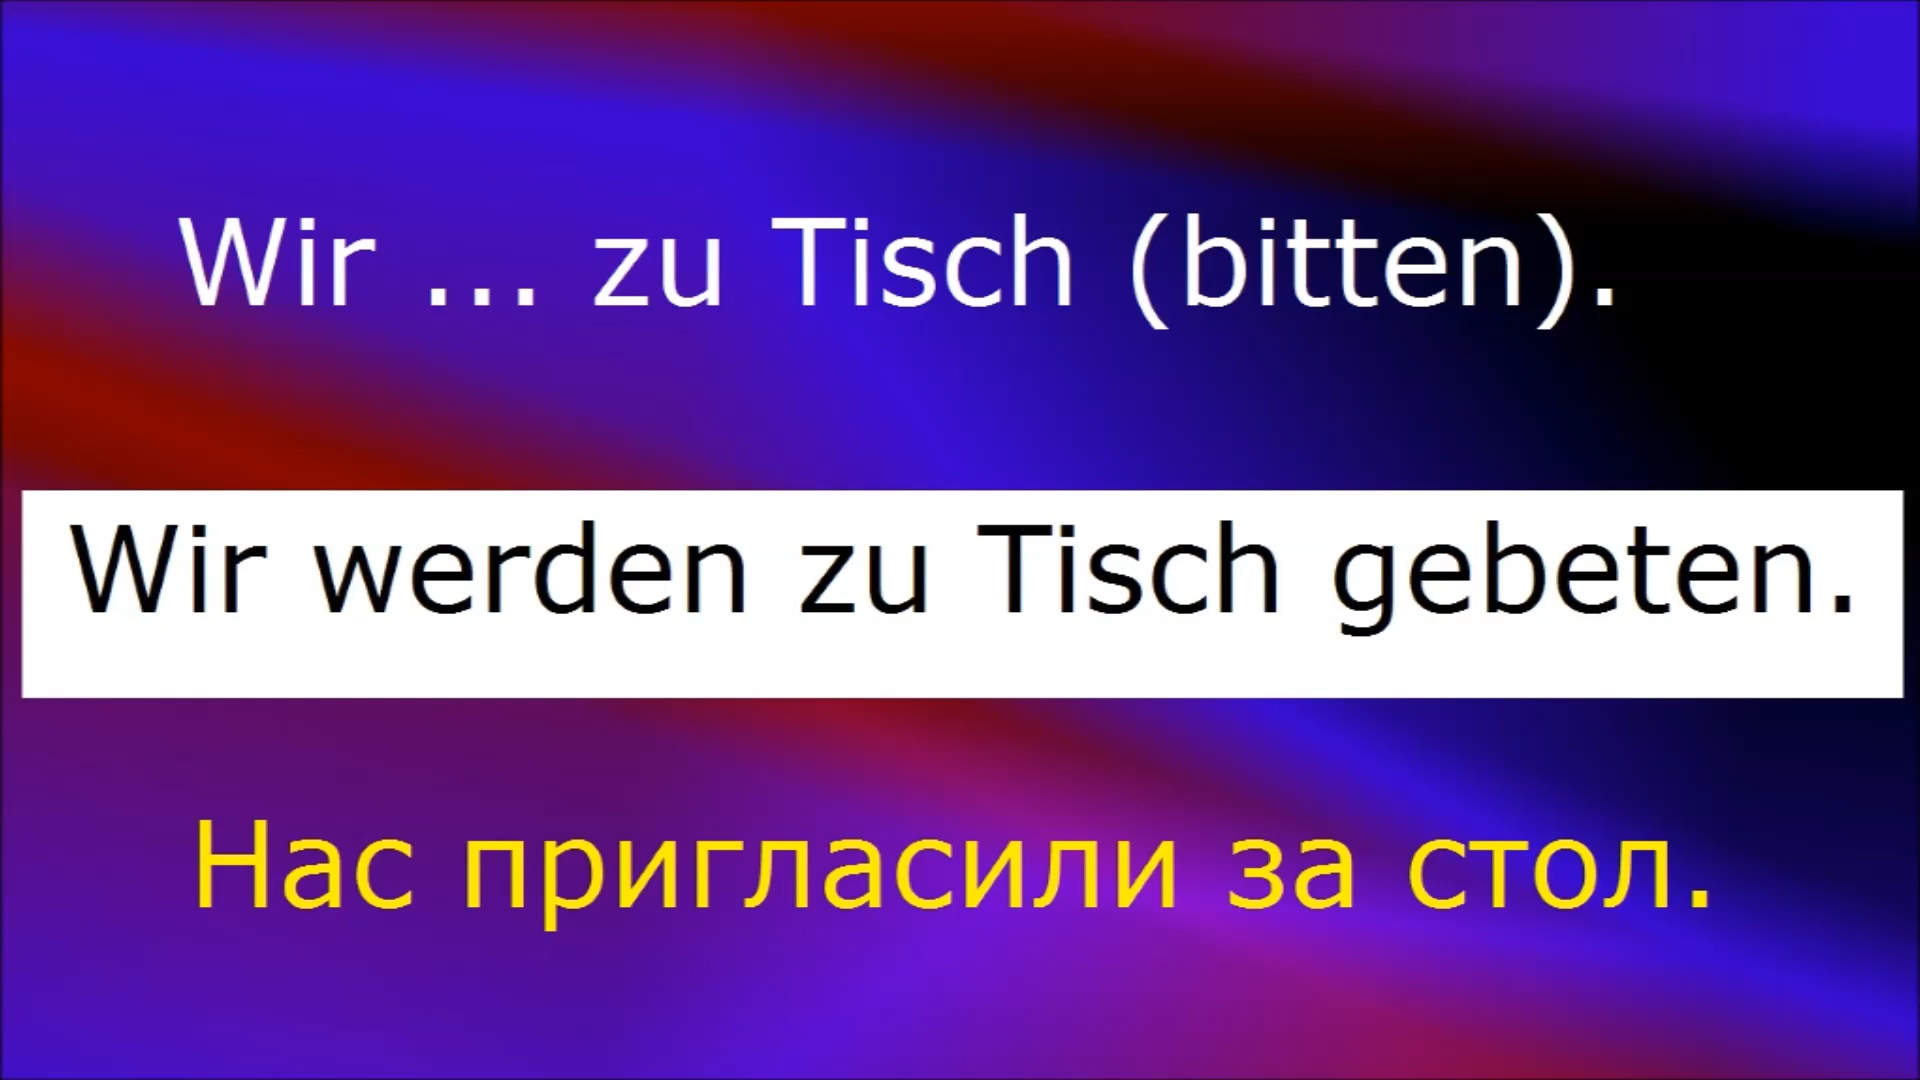 Wir ... zu Tisch (bitten).
Wir werden zu Tisch gebeten.
Нас пригласили за стол.